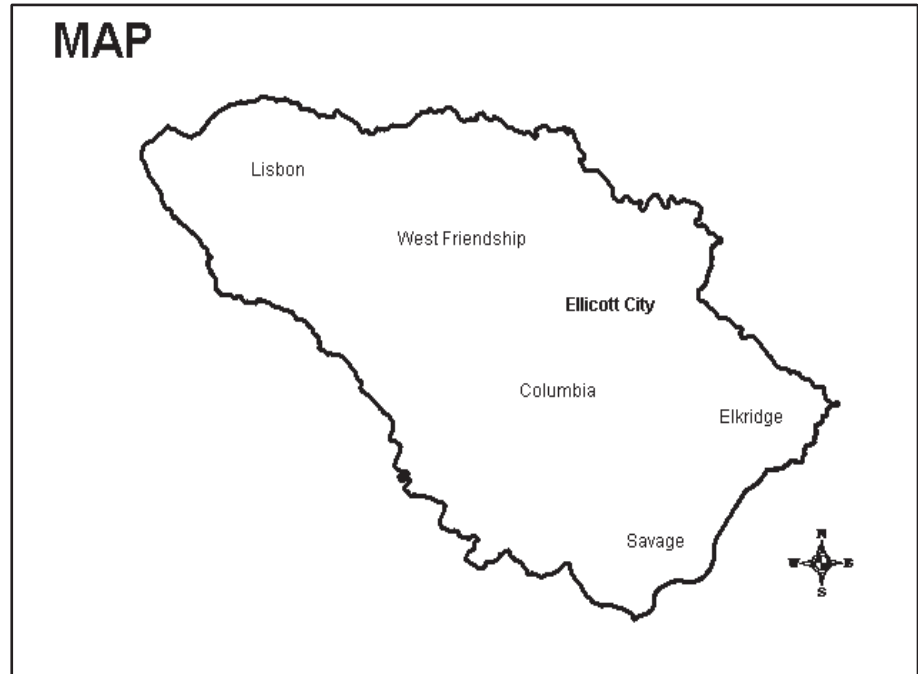 MAP
Lisbon
West Friendship
Ellicott City
Columbia
Elkridge
Savage
N
W E
S